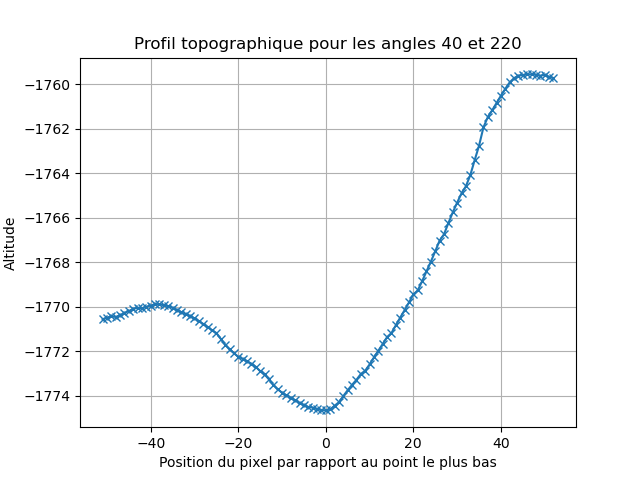 Profil topographique pour les angles 40 et 220
−1760
−1762
−1764
−1766
−1768
−1770
−1772
−1774
Altitude
−40 −20 0 20 40
Position du pixel par rapport au point le plus bas